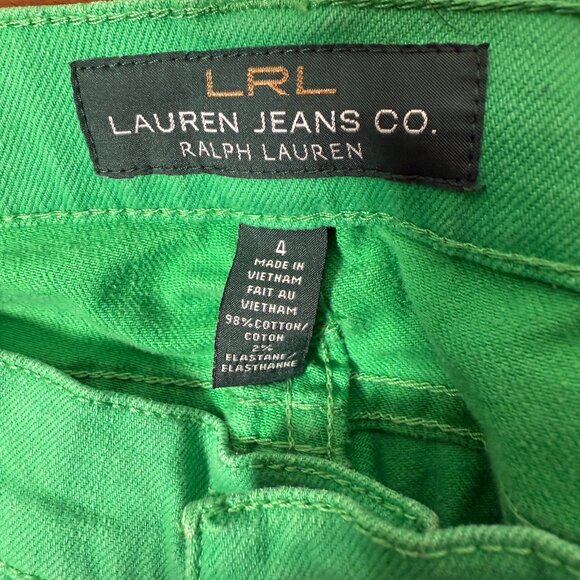 LRL
LAUREN JEANS CO.
RALPH LAUREN
4
MADE IN
VIETNAM
FAIT AU
VIETNAM
98% COTTON/
COTON
2%
ELASTANE/
ELASTHANNE